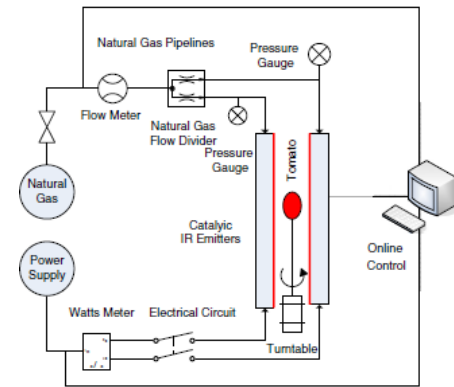 Natural Gas Pipelines
Pressure
Gauge
Flow Meter
Natural Gas
Flow Divider
Pressure
Gauge
Tomato
Natural
Gas
Catalyic
IR Emitters
Online
Control
Power
Supply
Watts Meter
Electrical Circuit
Turntable